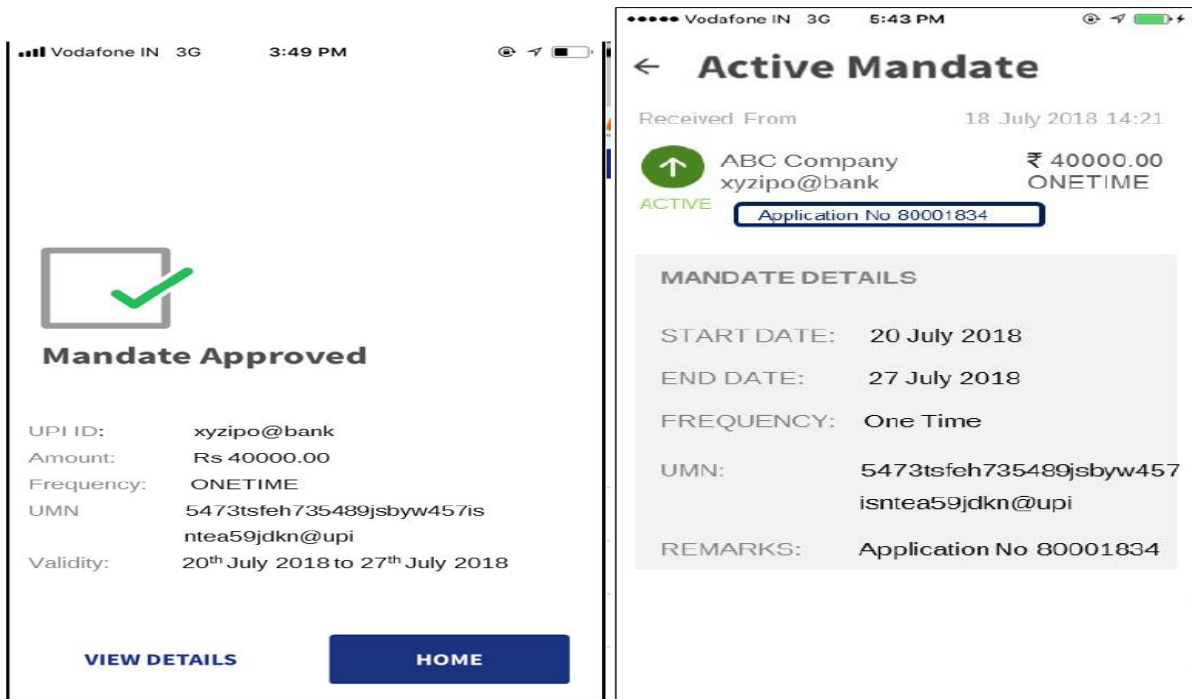 Vodafone IN 3G 3:49 PM
Mandate Approved
UPI ID: xyzipo@bank
Amount: Rs 40000.00
Frequency: ONETIME
UMN 5473tsfeh735489jsbyw457is
ntea59jdkn@upi
Validity: 20th July 2018 to 27th July 2018
VIEW DETAILS HOME
Vodafone IN 3G 5:43 PM
← Active Mandate
Received From 18 July 2018 14:21
ABC Company ₹ 40000.00
xyzipo@bank ONETIME
ACTIVE
Application No 80001834
MANDATE DETAILS
START DATE: 20 July 2018
END DATE: 27 July 2018
FREQUENCY: One Time
UMN: 5473tsfeh735489jsbyw457
isntea59jdkn@upi
REMARKS: Application No 80001834